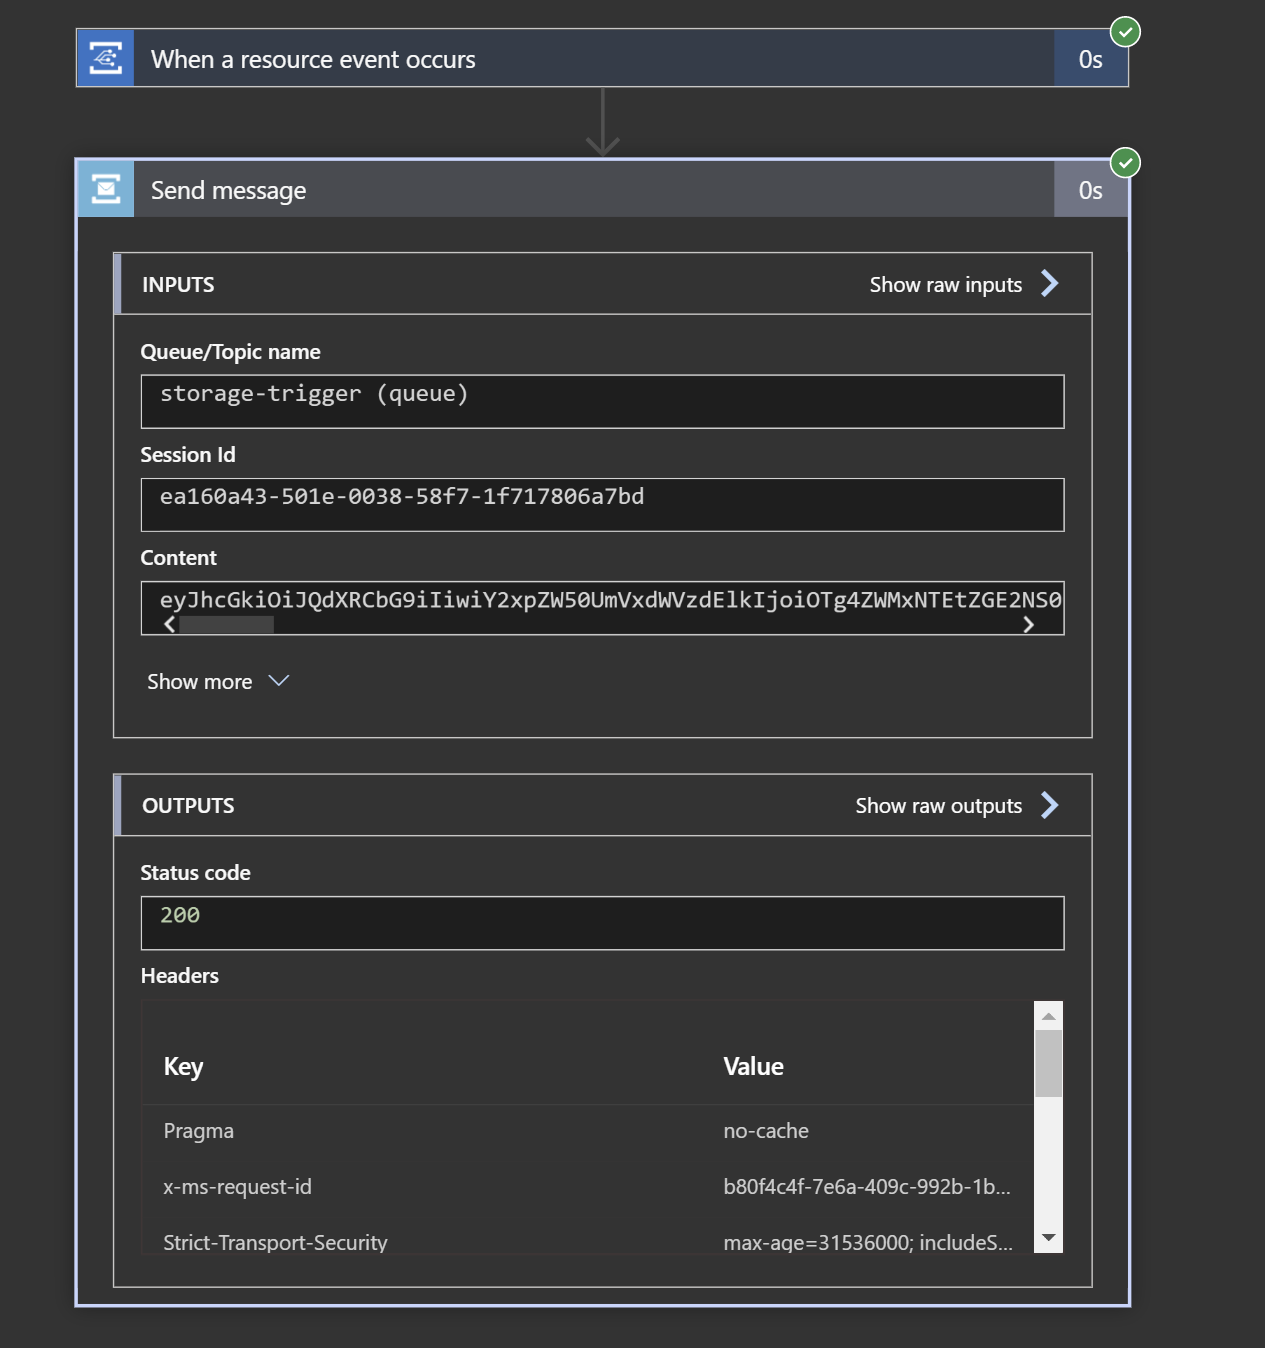 When a resource event occurs
0s
Send message
0s
INPUTS
Show raw inputs
Queue/Topic name
storage-trigger (queue)
Session Id
ea160a43-501e-0038-58f7-1f717806a7bd
Content
eyJhcGkiOiJQdXRCbG9iIiwiY2xpZW50UmVxdWVzdElkIjoiOTg4ZWMxNTEtZGE2NS0
Show more
OUTPUTS
Show raw outputs
Status code
200
Headers
Key Value
Pragma no-cache
x-ms-request-id b80f4c4f-7e6a-409c-992b-1b...
Strict-Transport-Security max-age=31536000; includeS...